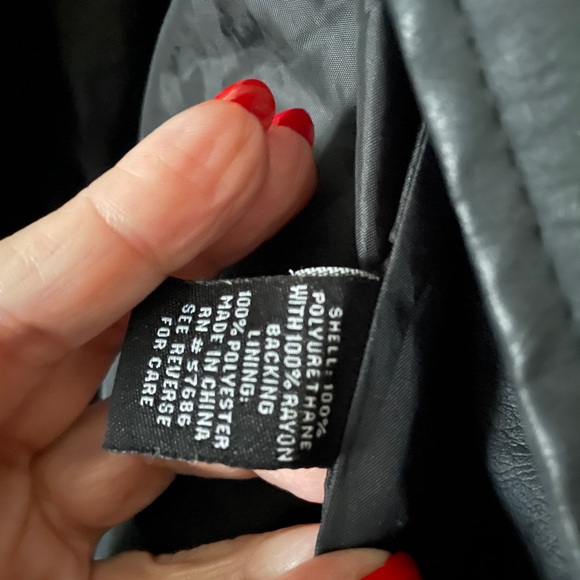 SHELL: 100%
POLYURETHANE
WITH 100% RAYON
BACKING
LINING:
100% POLYESTER
MADE IN CHINA
RN # 57686
SEE REVERSE
FOR CARE